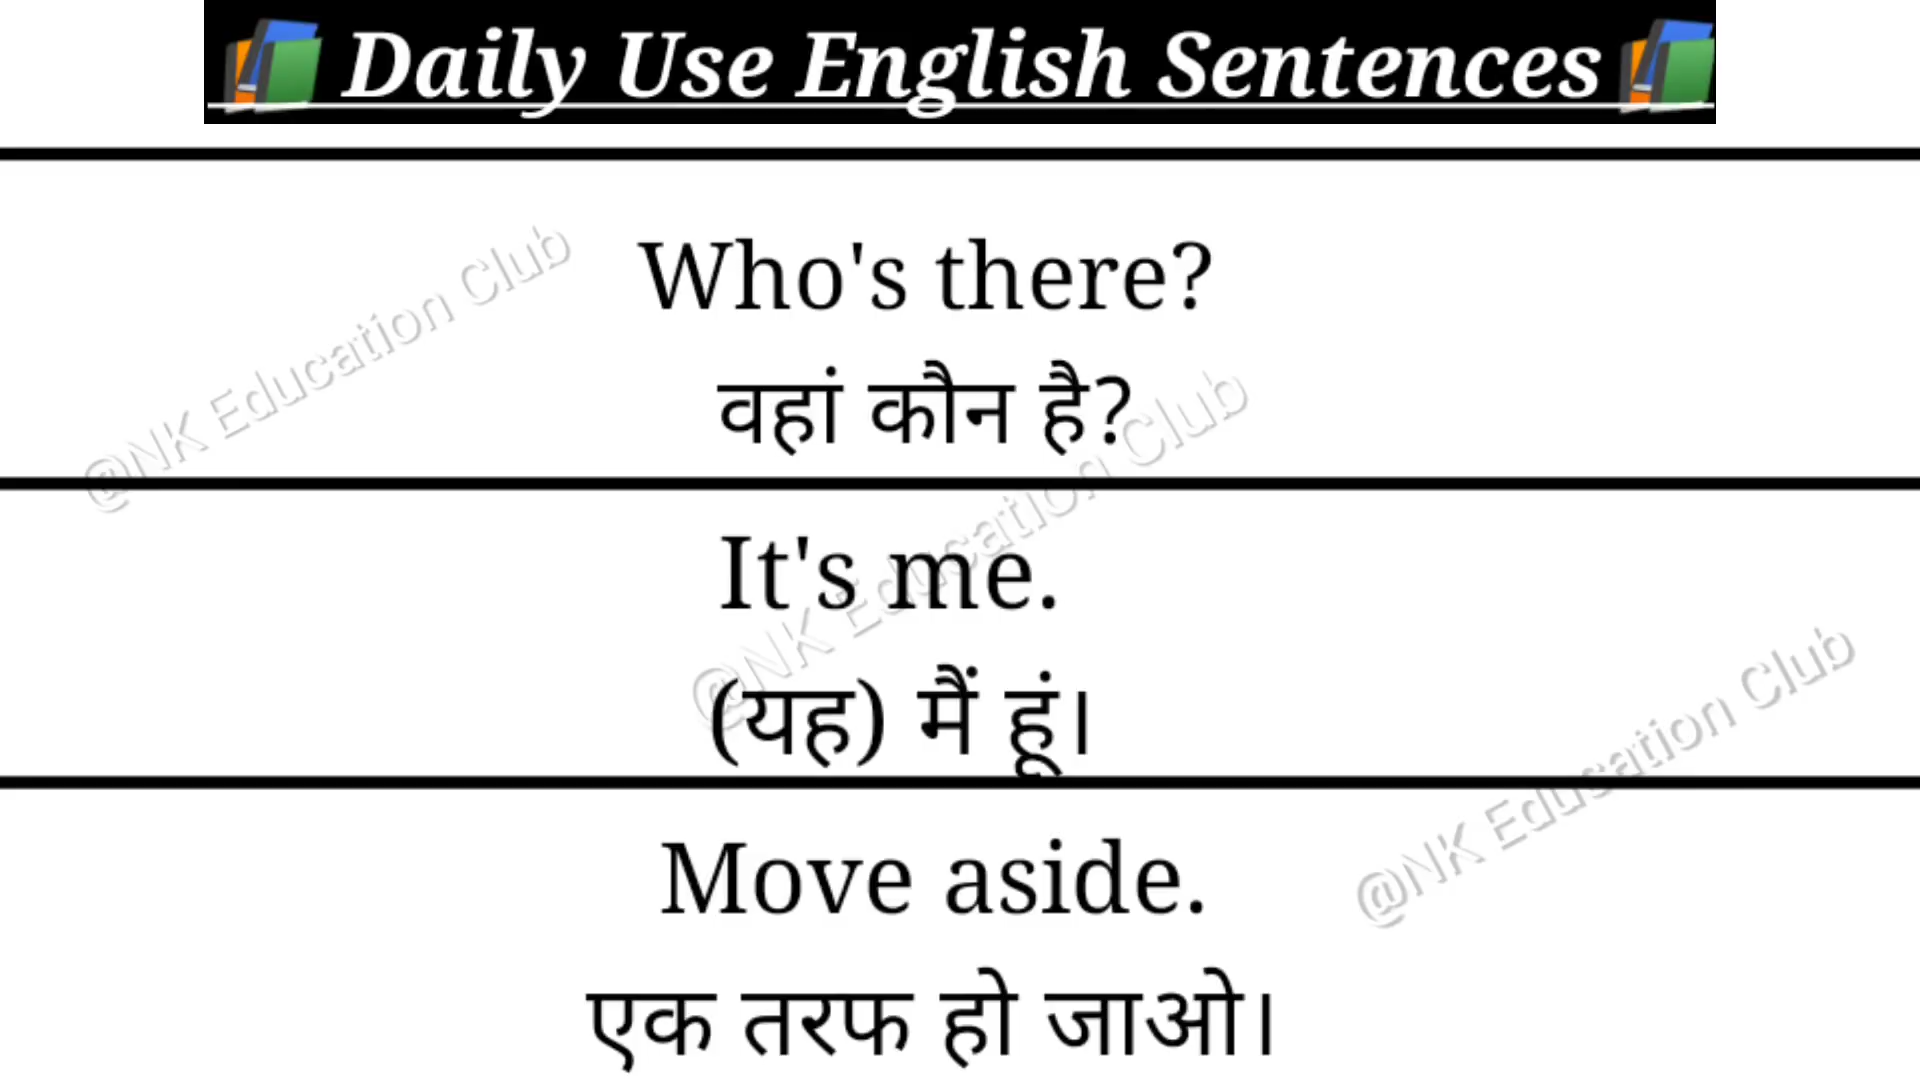 📚 Daily Use English Sentences 📚
Who's there?
वहां कौन है?
It's me.
(यह) मैं हूं।
Move aside.
एक तरफ हो जाओ।
@NK Education Club
@NK Education Club
@NK Education Club